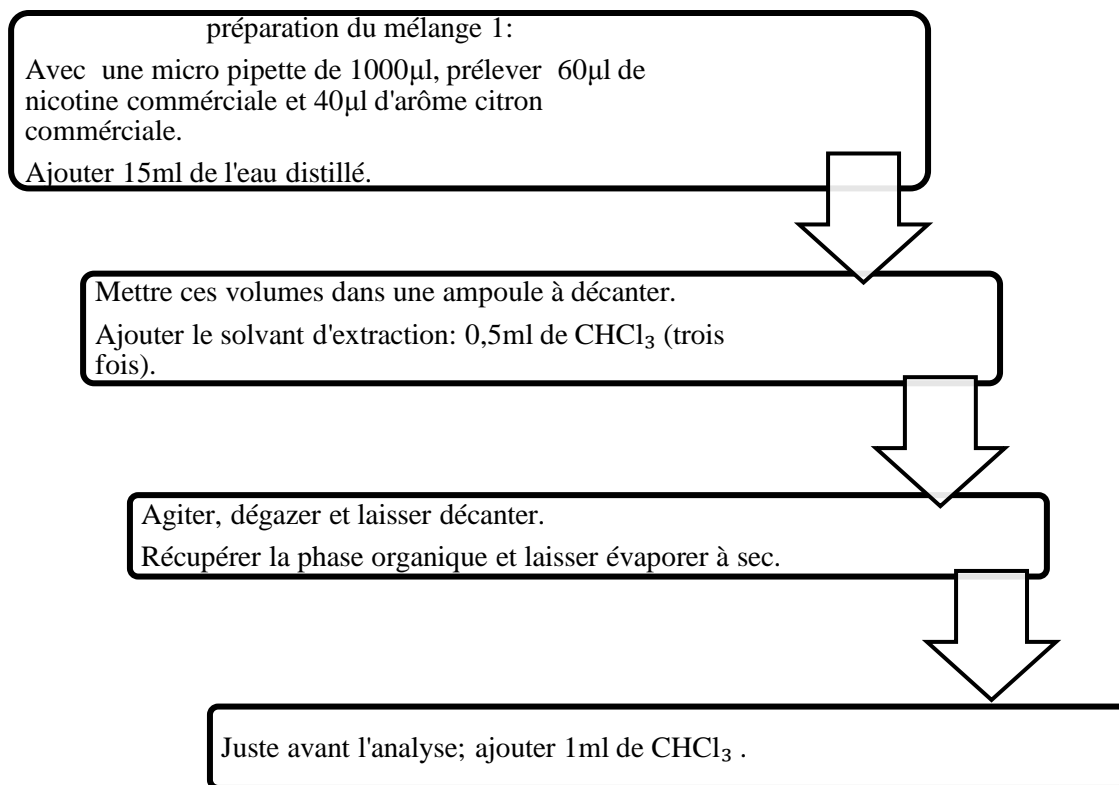 préparation du mélange 1:
Avec une micro pipette de 1000µl, prélever 60µl de
nicotine commérciale et 40µl d'arôme citron
commérciale.
Ajouter 15ml de l'eau distillé.
Mettre ces volumes dans une ampoule à décanter.
Ajouter le solvant d'extraction: 0,5ml de CHCl₃ (trois
fois).
Agiter, dégazer et laisser décanter.
Récupérer la phase organique et laisser évaporer à sec.
Juste avant l'analyse; ajouter 1ml de CHCl₃ .